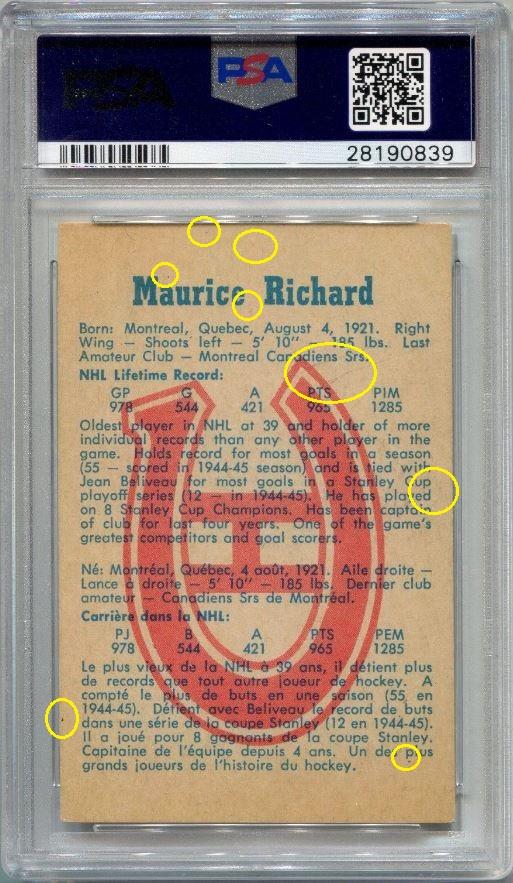 PSA PSA
28190839
Maurice Richard
Born: Montreal, Quebec, August 4, 1921. Right
Wing — Shoots left — 5' 10" — 185 lbs. Last
Amateur Club — Montreal Canadiens Srs.
NHL Lifetime Record:
GP G A PTS PIM
978 544 421 965 1285
Oldest player in NHL at 39 and holder of more
individual records than any other player in the
game. Holds record for most goals in a season
(55 — scored in 1944-45 season) and is tied with
Jean Beliveau for most goals in a Stanley Cup
playoff series (12 — in 1944-45). He has played
on 8 Stanley Cup Champions. Has been captain
of club for last four years. One of the game's
greatest competitors and goal scorers.
Né: Montréal, Québec, 4 août, 1921. Aile droite —
Lance à droite — 5' 10" — 185 lbs. Dernier club
amateur — Canadiens Srs de Montréal.
Carrière dans la NHL:
PJ B A PTS PEM
978 544 421 965 1285
Le plus vieux de la NHL à 39 ans, il détient plus
de records que tout autre joueur de hockey. A
compté le plus de buts en une saison (55 en
1944-45). Détient avec Beliveau le record de buts
dans une série de la coupe Stanley (12 en 1944-45).
Il a joué pour 8 gagnants de la coupe Stanley.
Capitaine de l'équipe depuis 4 ans. Un des plus
grands joueurs de l'histoire du hockey.